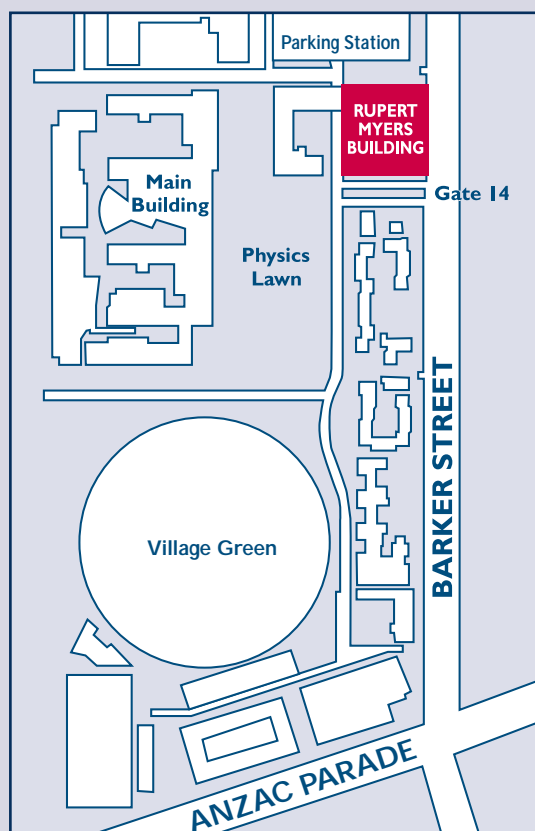 Parking Station
RUPERT
MYERS
BUILDING
Main
Building
Gate 14
Physics
Lawn
BARKER STREET
Village Green
ANZAC PARADE